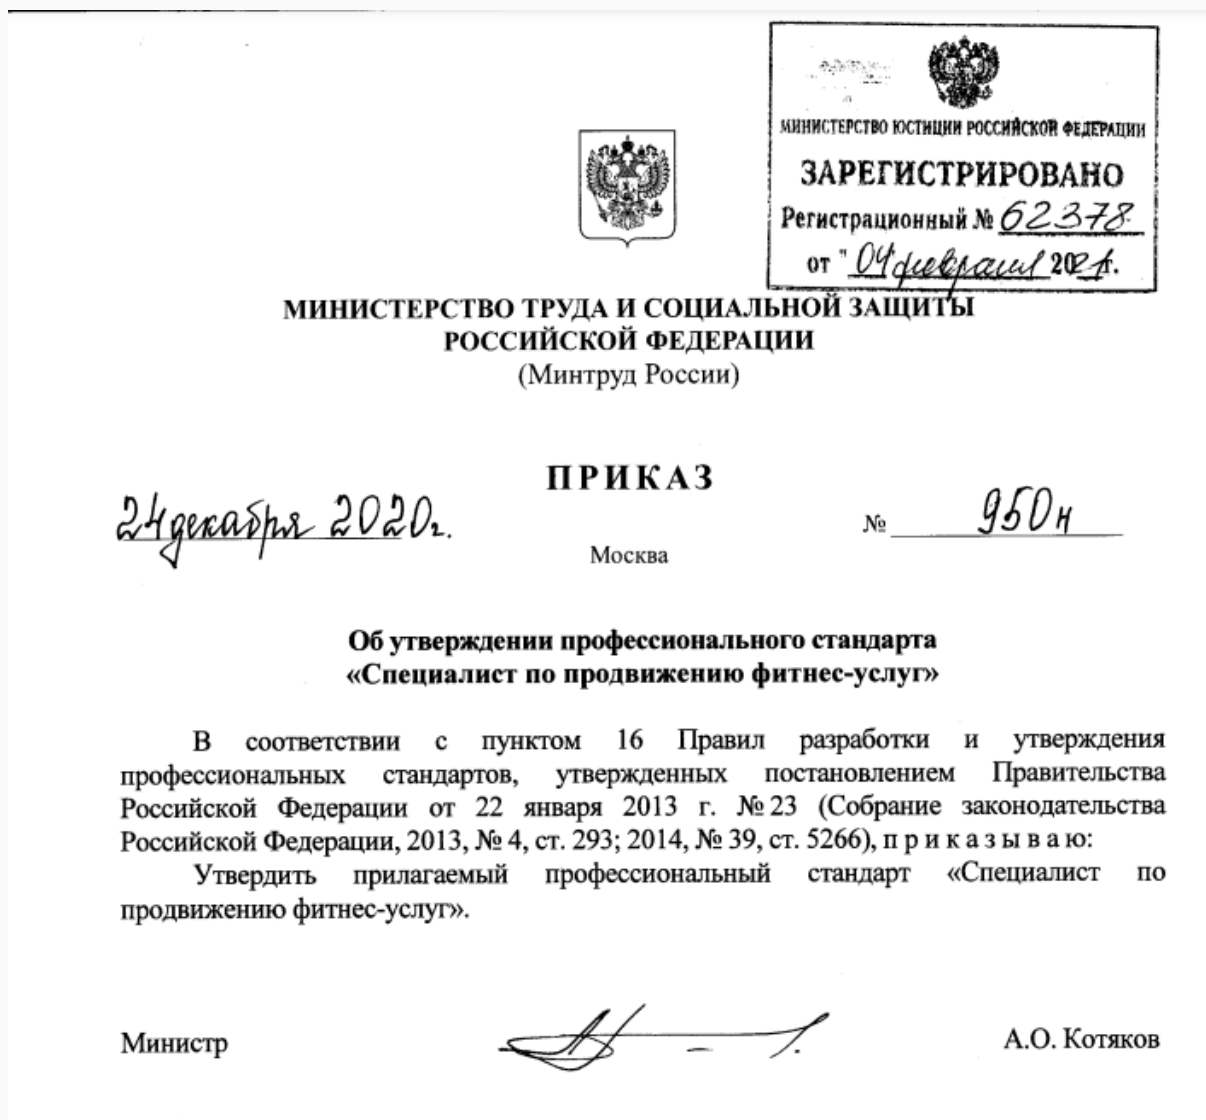 МИНИСТЕРСТВО ЮСТИЦИИ РОССИЙСКОЙ ФЕДЕРАЦИИ
ЗАРЕГИСТРИРОВАНО
Регистрационный № 62378
от "04 февраля 2021г.
МИНИСТЕРСТВО ТРУДА И СОЦИАЛЬНОЙ ЗАЩИТЫ
РОССИЙСКОЙ ФЕДЕРАЦИИ
(Минтруд России)
ПРИКАЗ
24 декабря 2020г.
№ 950н
Москва
Об утверждении профессионального стандарта
«Специалист по продвижению фитнес-услуг»
В соответствии с пунктом 16 Правил разработки и утверждения
профессиональных стандартов, утвержденных постановлением Правительства
Российской Федерации от 22 января 2013 г. № 23 (Собрание законодательства
Российской Федерации, 2013, № 4, ст. 293; 2014, № 39, ст. 5266), п р и к а з ы в а ю:
Утвердить прилагаемый профессиональный стандарт «Специалист по
продвижению фитнес-услуг».
Министр
А.О. Котяков